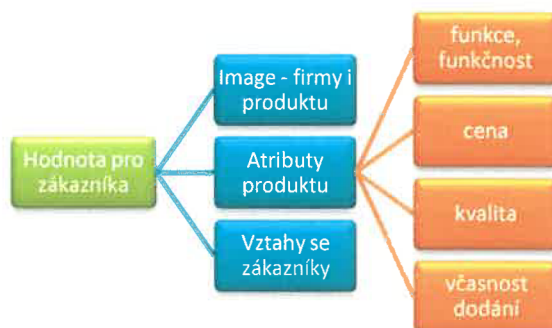 Hodnota pro
zákazníka
Image - firmy i
produktu
Atributy
produktu
Vztahy se
zákazníky
funkce,
funkčnost
cena
kvalita
včasnost
dodání